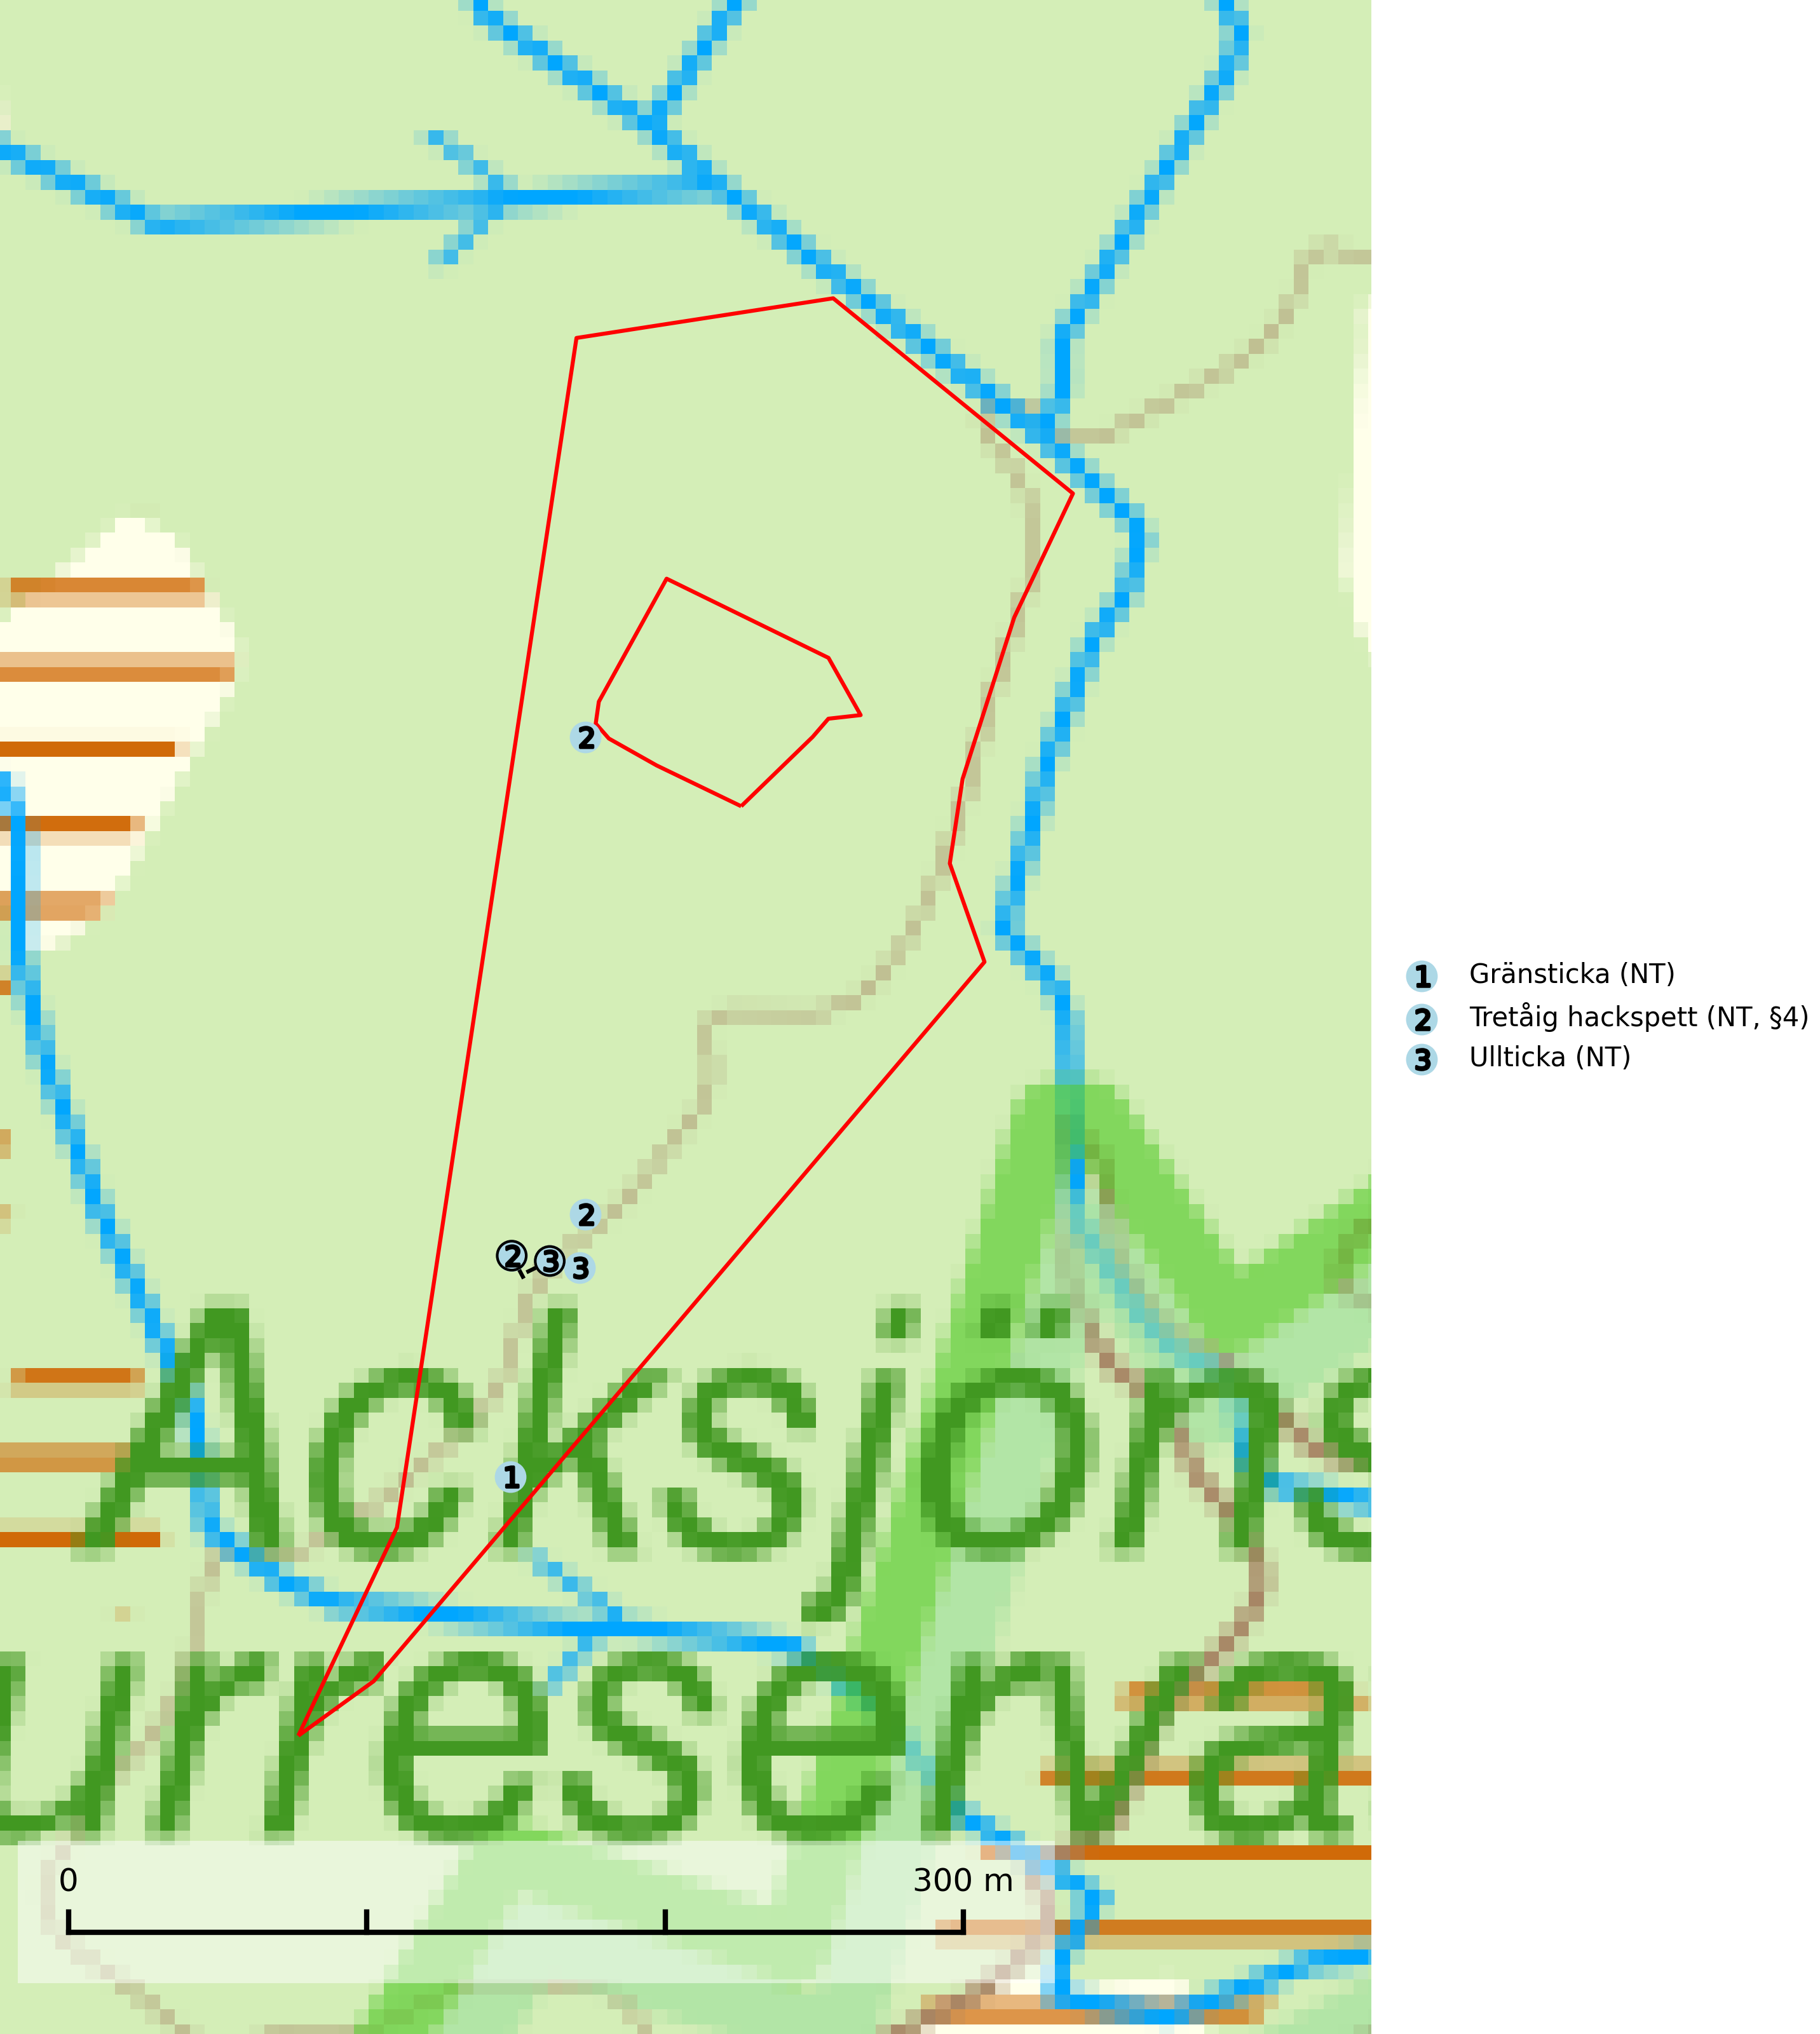 2
2
2 3 3
Acksjöns
1
urreserva
0 300 m
1 Gränsticka (NT)
2 Tretåig hackspett (NT, §4)
3 Ullticka (NT)